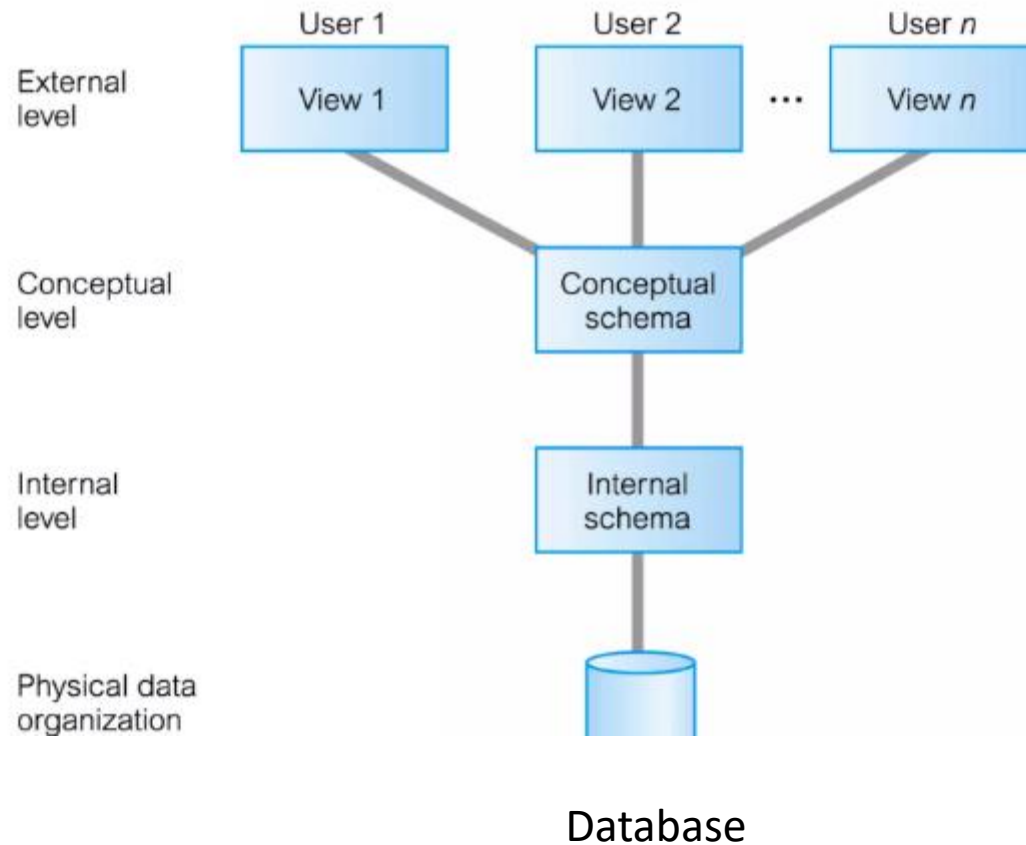 User 1
User 2
User n
External
level
View 1
View 2
...
View n
Conceptual
level
Conceptual
schema
Internal
level
Internal
schema
Physical data
organization
Database